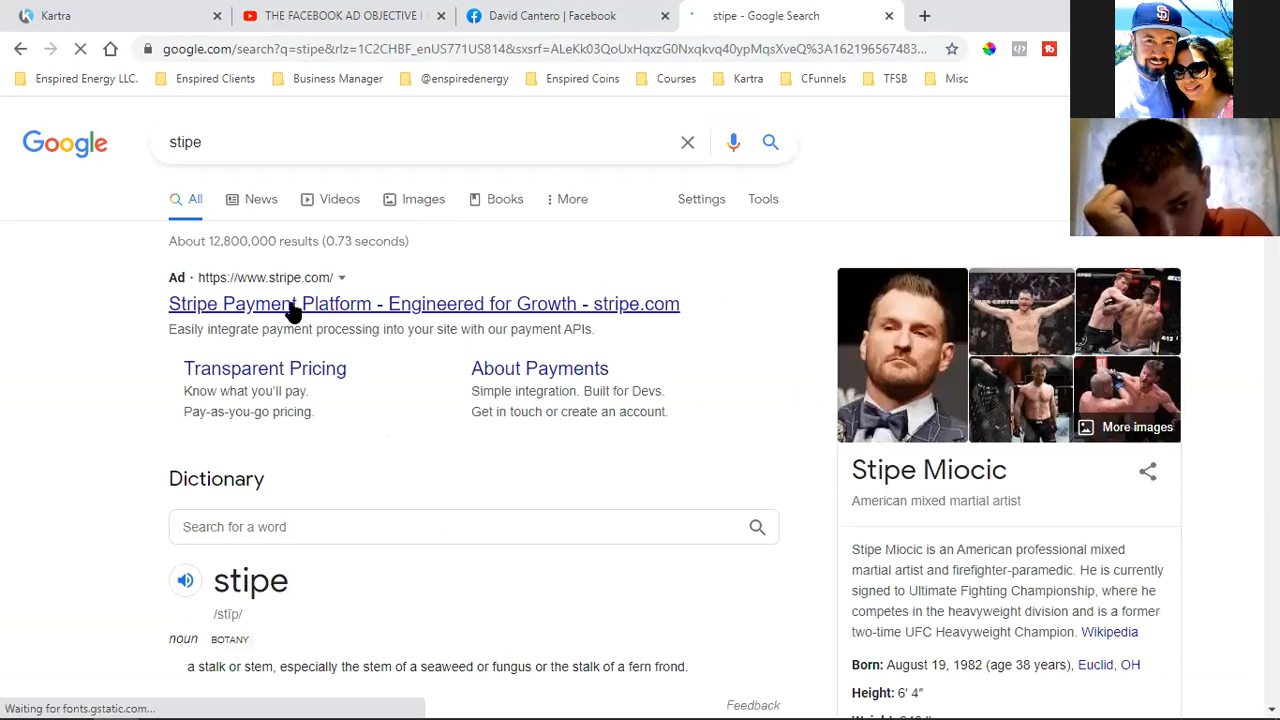 Kartra
THE FACEBOOK AD OBJECTIVE
David Cantero | Facebook
stipe - Google Search
google.com/search?q=stipe&rlz=1C2CHBF_enUS771US8
Enspired Energy LLC.
Enspired Clients
Business Manager
Enspired Coins
Courses
Kartra
CFunnels
TFSB
Misc
Google
stipe
All
News
Videos
Images
Books
More
Settings
Tools
About 12,800,000 results (0.73 seconds)
Ad · https://www.stripe.com/
Stripe Payment Platform - Engineered for Growth - stripe.com
Easily integrate payment processing into your site with our payment APIs.
Transparent Pricing
Know what you'll pay.
Pay-as-you-go pricing.
About Payments
Simple integration. Built for Devs.
Get in touch or create an account.
Dictionary
Search for a word
stipe
/stīp/
noun BOTANY
a stalk or stem, especially the stem of a seaweed or fungus or the stalk of a fern frond.
Feedback
More images
Stipe Miocic
American mixed martial artist
Stipe Miocic is an American professional mixed
martial artist and firefighter-paramedic. He is currently
signed to Ultimate Fighting Championship, where he
competes in the heavyweight division and is a former
two-time UFC Heavyweight Champion. Wikipedia
Born: August 19, 1982 (age 38 years), Euclid, OH
Height: 6′ 4″
Waiting for fonts.gstatic.com...